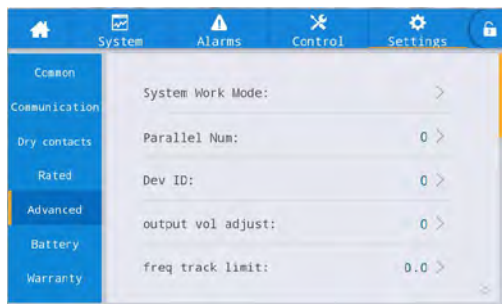 System Alarms Control Settings
Common
Communication
Dry contacts
Rated
Advanced
Battery
Warranty
System Work Mode: >
Parallel Num: 0 >
Dev ID: 0 >
output vol adjust: 0 >
freq track limit: 0.0 >